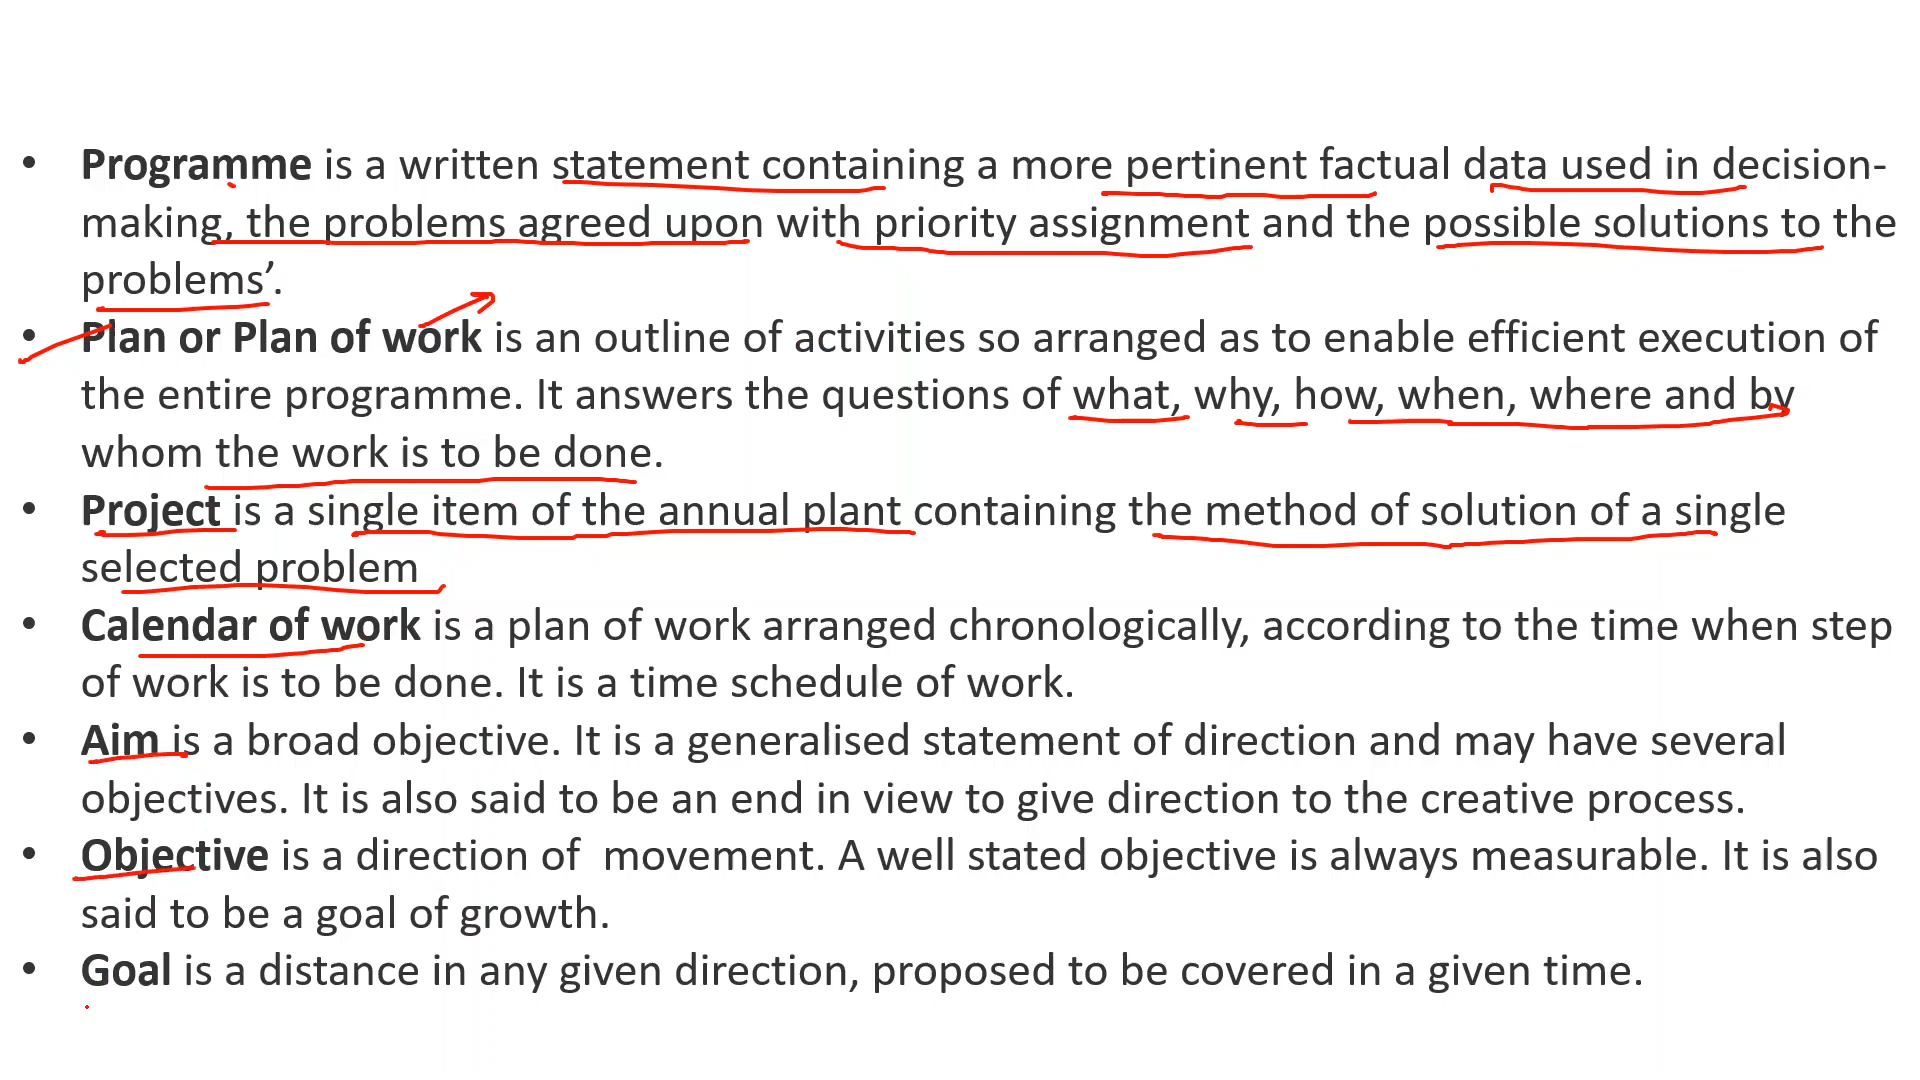 • Programme is a written statement containing a more pertinent factual data used in decision-
making, the problems agreed upon with priority assignment and the possible solutions to the
problems’.
• Plan or Plan of work is an outline of activities so arranged as to enable efficient execution of
the entire programme. It answers the questions of what, why, how, when, where and by
whom the work is to be done.
• Project is a single item of the annual plant containing the method of solution of a single
selected problem
• Calendar of work is a plan of work arranged chronologically, according to the time when step
of work is to be done. It is a time schedule of work.
• Aim is a broad objective. It is a generalised statement of direction and may have several
objectives. It is also said to be an end in view to give direction to the creative process.
• Objective is a direction of  movement. A well stated objective is always measurable. It is also
said to be a goal of growth.
• Goal is a distance in any given direction, proposed to be covered in a given time.